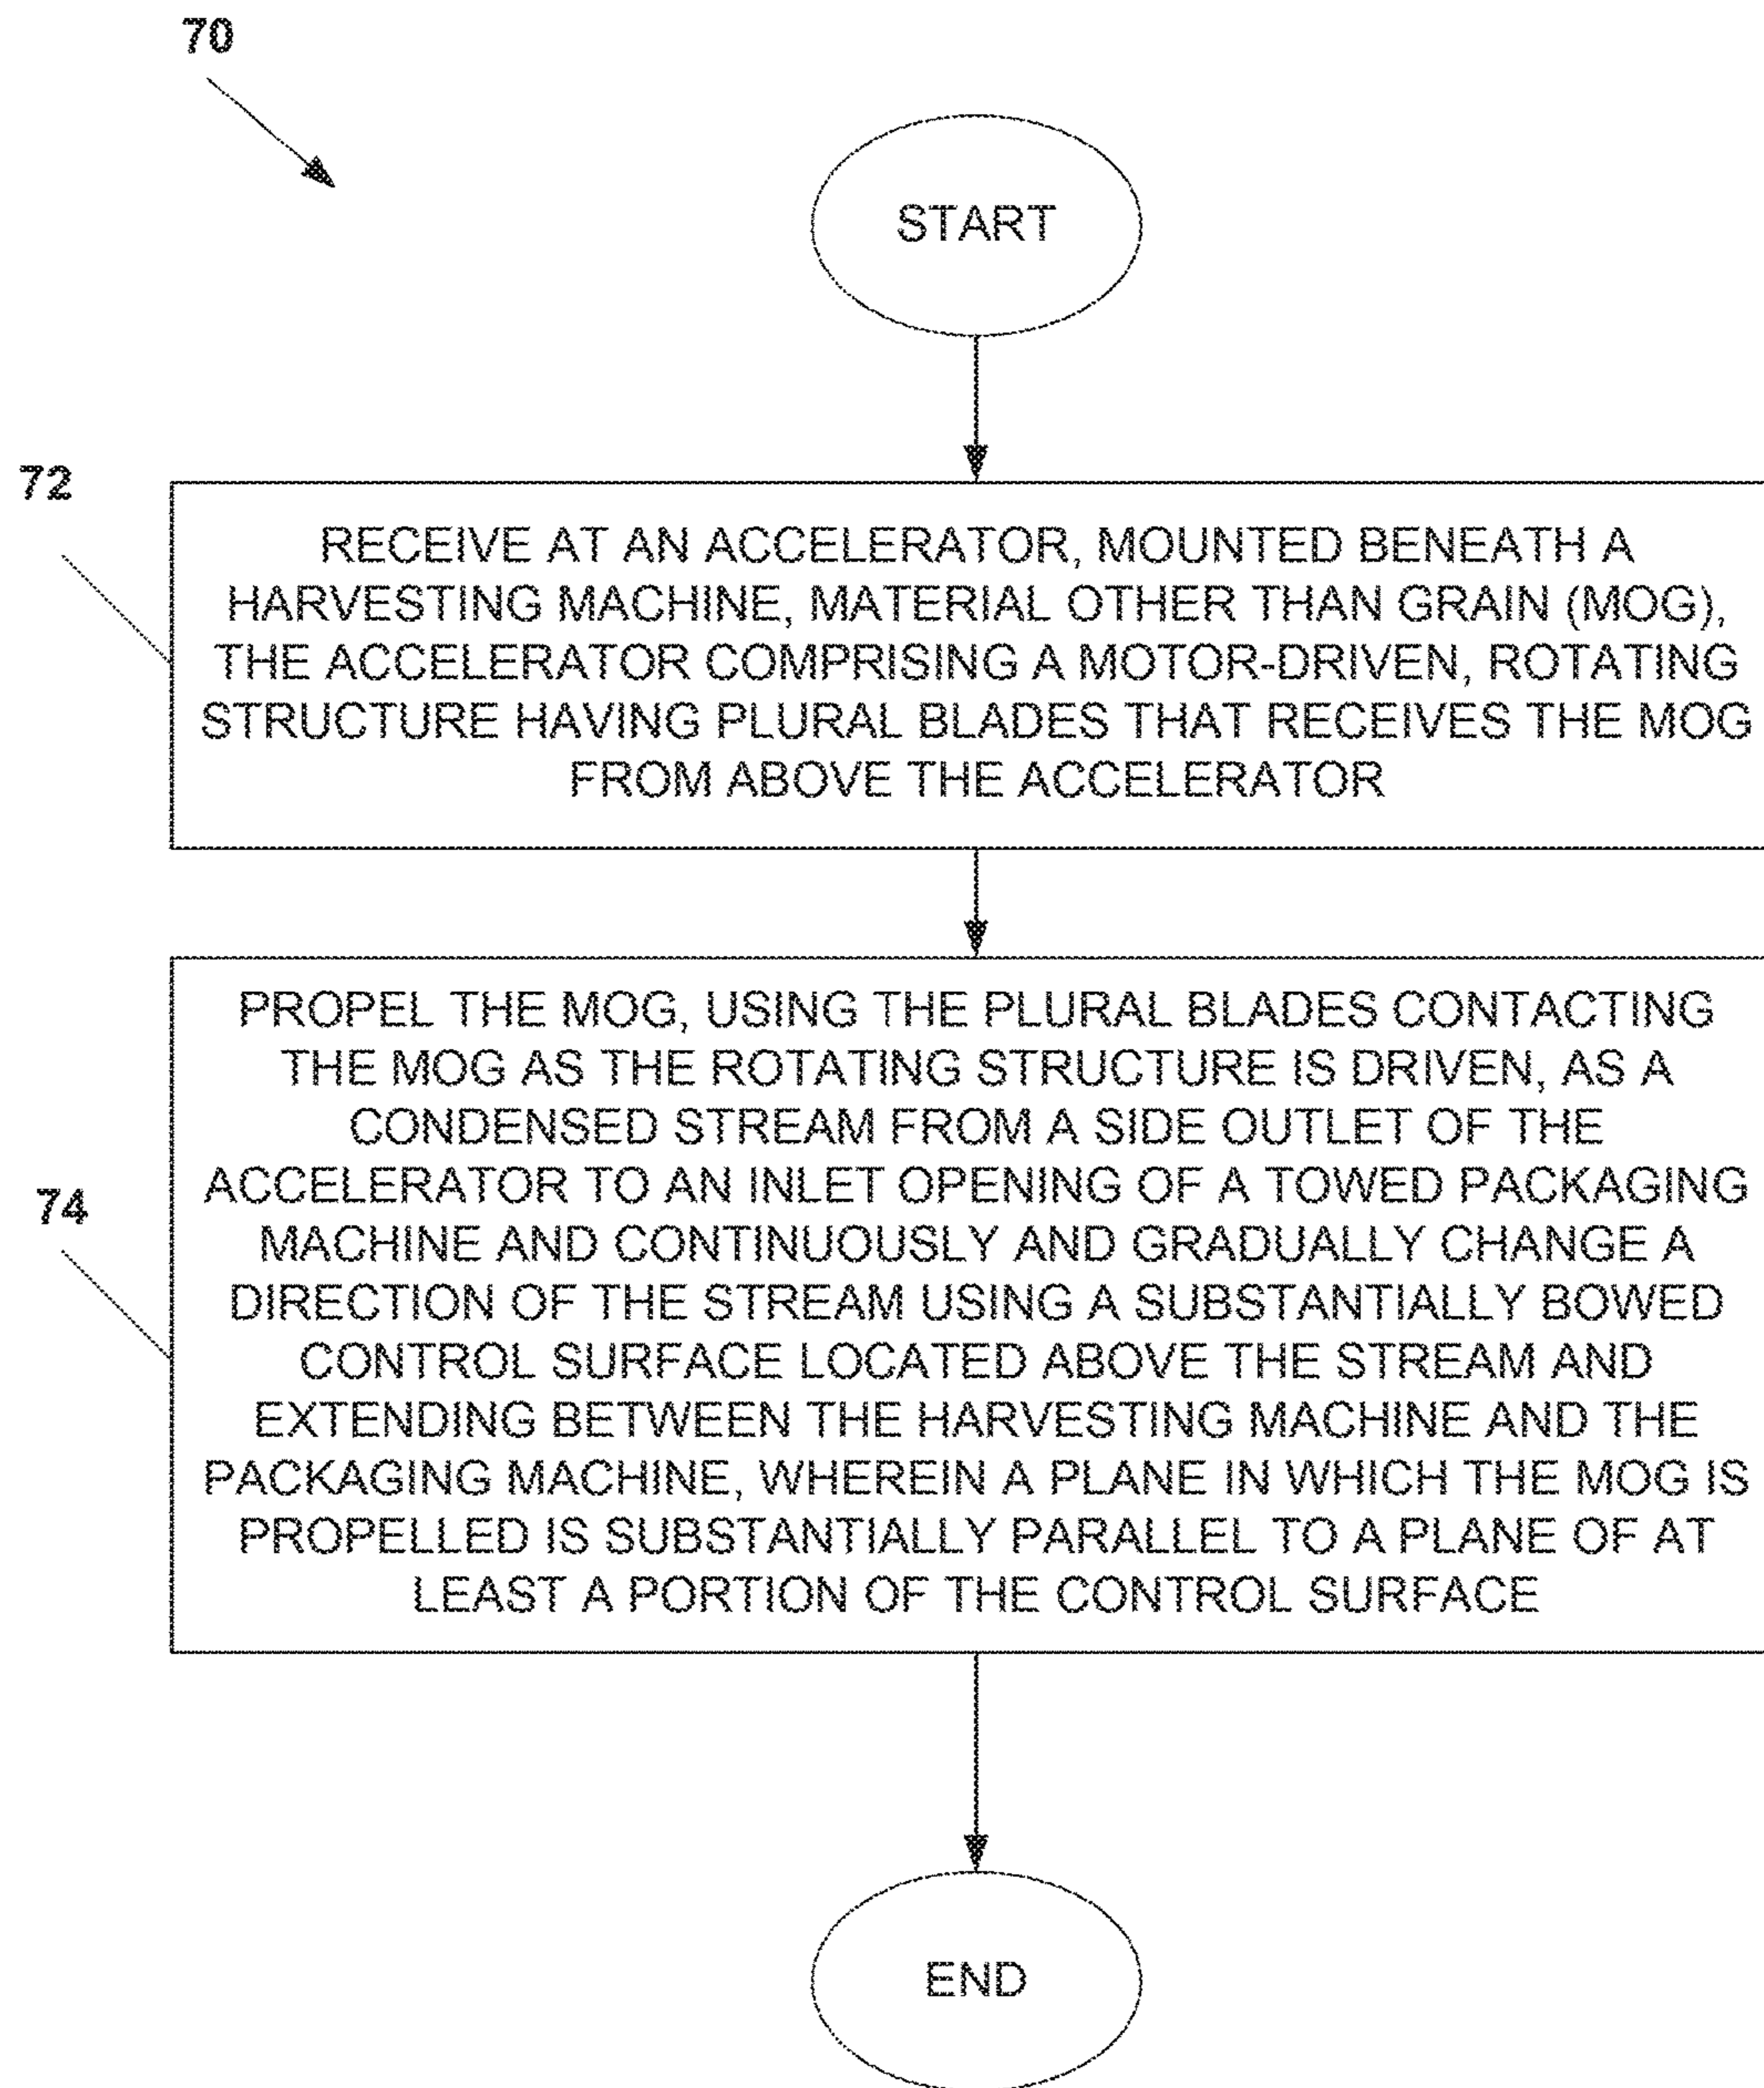 70
START
72
RECEIVE AT AN ACCELERATOR, MOUNTED BENEATH A
HARVESTING MACHINE, MATERIAL OTHER THAN GRAIN (MOG),
THE ACCELERATOR COMPRISING A MOTOR-DRIVEN, ROTATING
STRUCTURE HAVING PLURAL BLADES THAT RECEIVES THE MOG
FROM ABOVE THE ACCELERATOR
74
PROPEL THE MOG, USING THE PLURAL BLADES CONTACTING
THE MOG AS THE ROTATING STRUCTURE IS DRIVEN, AS A
CONDENSED STREAM FROM A SIDE OUTLET OF THE
ACCELERATOR TO AN INLET OPENING OF A TOWED PACKAGING
MACHINE AND CONTINUOUSLY AND GRADUALLY CHANGE A
DIRECTION OF THE STREAM USING A SUBSTANTIALLY BOWED
CONTROL SURFACE LOCATED ABOVE THE STREAM AND
EXTENDING BETWEEN THE HARVESTING MACHINE AND THE
PACKAGING MACHINE, WHEREIN A PLANE IN WHICH THE MOG IS
PROPELLED IS SUBSTANTIALLY PARALLEL TO A PLANE OF AT
LEAST A PORTION OF THE CONTROL SURFACE
END